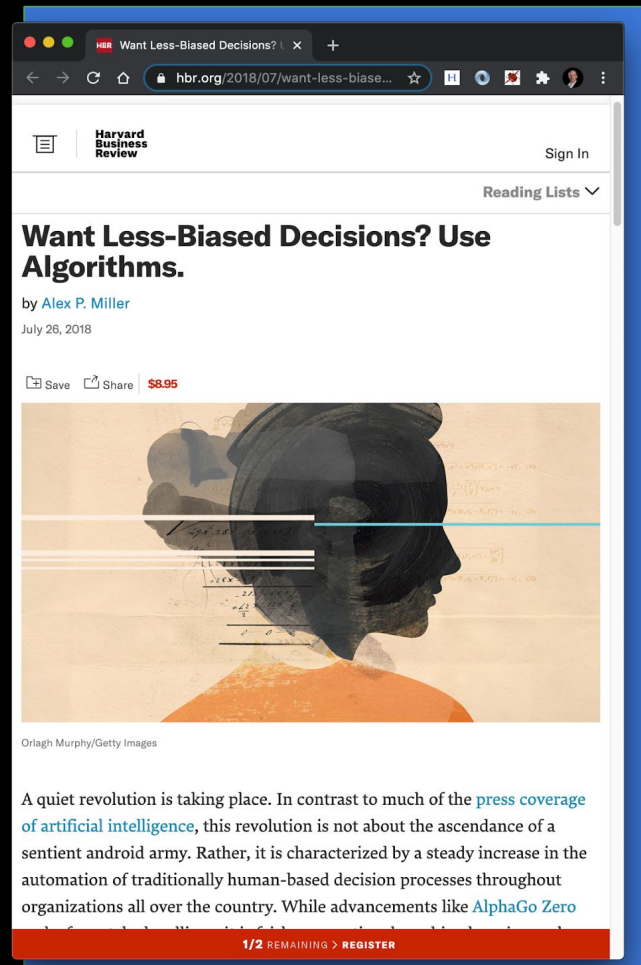 HBR Want Less-Biased Decisions? U
hbr.org/2018/07/want-less-biase...
H
Harvard
Business
Review
Sign In
Reading Lists
Want Less-Biased Decisions? Use
Algorithms.
by Alex P. Miller
July 26, 2018
Save Share $8.95
Orlagh Murphy/Getty Images
A quiet revolution is taking place. In contrast to much of the press coverage
of artificial intelligence, this revolution is not about the ascendance of a
sentient android army. Rather, it is characterized by a steady increase in the
automation of traditionally human-based decision processes throughout
organizations all over the country. While advancements like AlphaGo Zero
1/2 REMAINING > REGISTER